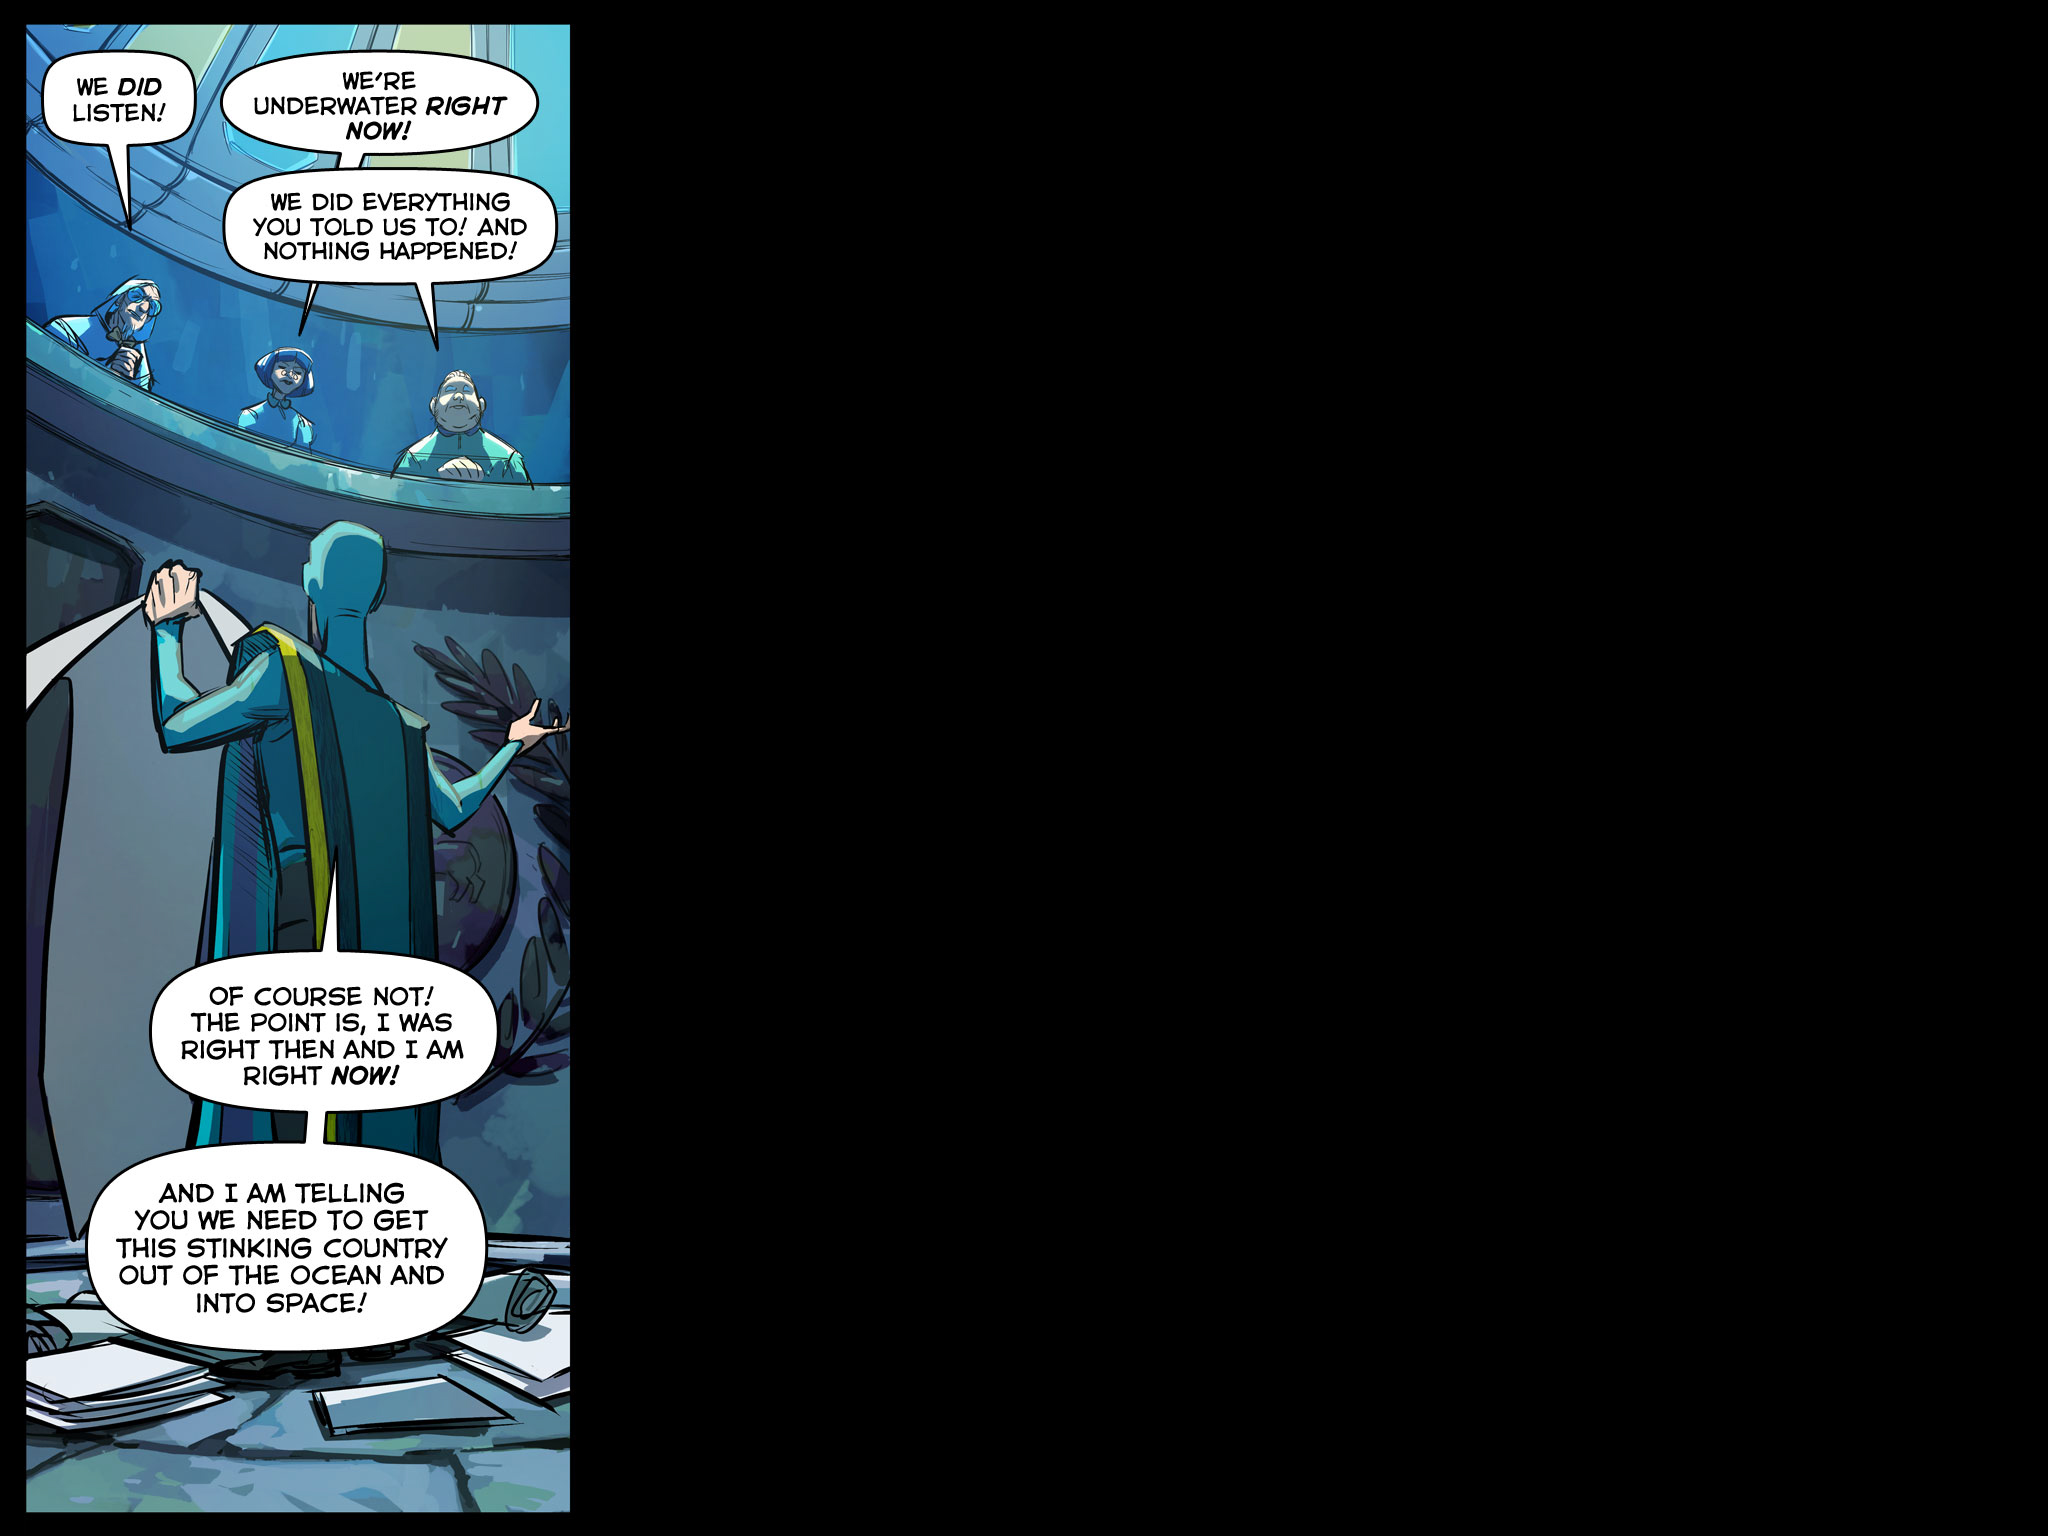 WE DID
LISTEN!
WE'RE
UNDERWATER RIGHT
NOW!
WE DID EVERYTHING
YOU TOLD US TO! AND
NOTHING HAPPENED!
OF COURSE NOT!
THE POINT IS, I WAS
RIGHT THEN AND I AM
RIGHT NOW!
AND I AM TELLING
YOU WE NEED TO GET
THIS STINKING COUNTRY
OUT OF THE OCEAN AND
INTO SPACE!